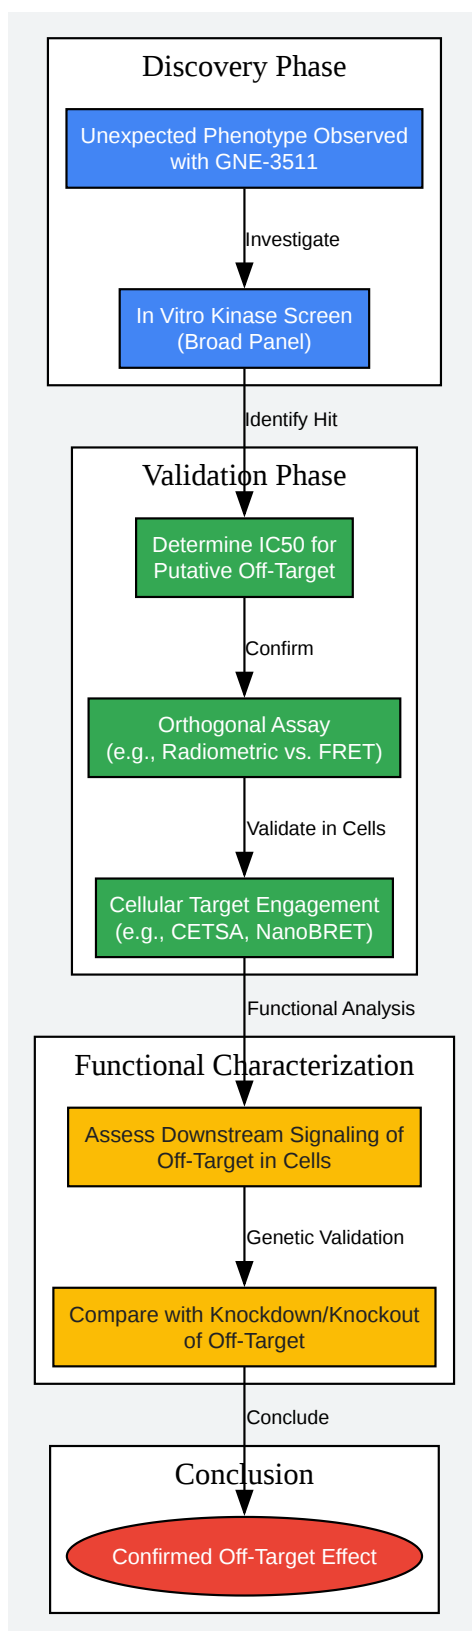 Discovery Phase
Unexpected Phenotype Observed
with GNE-3511
Investigate
In Vitro Kinase Screen
(Broad Panel)
Identify Hit
Validation Phase
Determine IC50 for
Putative Off-Target
Confirm
Orthogonal Assay
(e.g., Radiometric vs. FRET)
Validate in Cells
Cellular Target Engagement
(e.g., CETSA, NanoBRET)
Functional Analysis
Functional Characterization
Assess Downstream Signaling of
Off-Target in Cells
Genetic Validation
Compare with Knockdown/Knockout
of Off-Target
Conclude
Conclusion
Confirmed Off-Target Effect